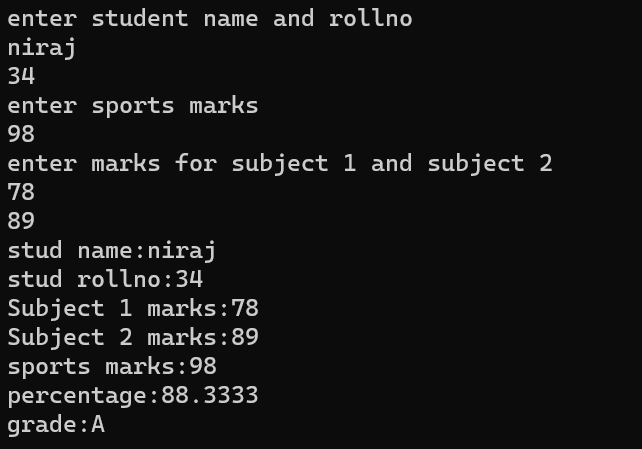 enter student name and rollno
niraj
34
enter sports marks
98
enter marks for subject 1 and subject 2
78
89
stud name:niraj
stud rollno:34
Subject 1 marks:78
Subject 2 marks:89
sports marks:98
percentage:88.3333
grade:A